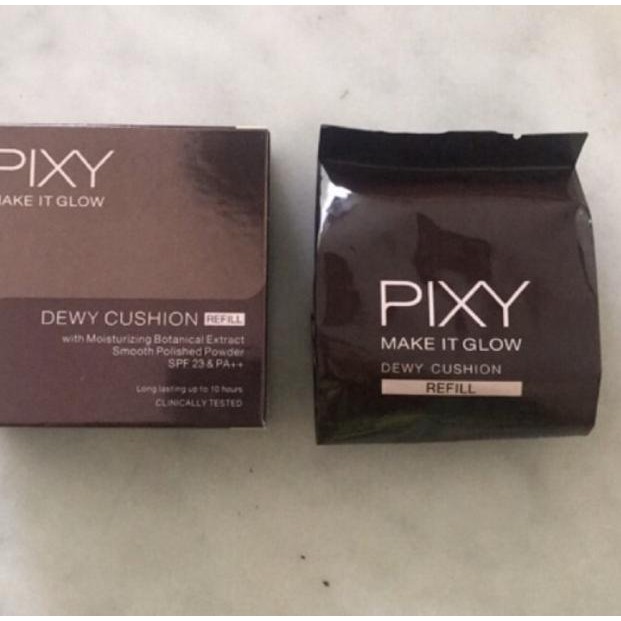 PIXY
MAKE IT GLOW
DEWY CUSHION REFILL
with Moisturizing Botanical Extract
Smooth Polished Powder
SPF 23 & PA++
Long lasting up to 10 hours
CLINICALLY TESTED
PIXY
MAKE IT GLOW
DEWY CUSHION
REFILL